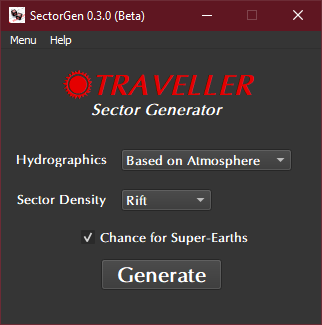 SectorGen 0.3.0 (Beta)
Menu Help
TRAVELLER
Sector Generator
Hydrographics Based on Atmosphere
Sector Density Rift
Chance for Super-Earths
Generate